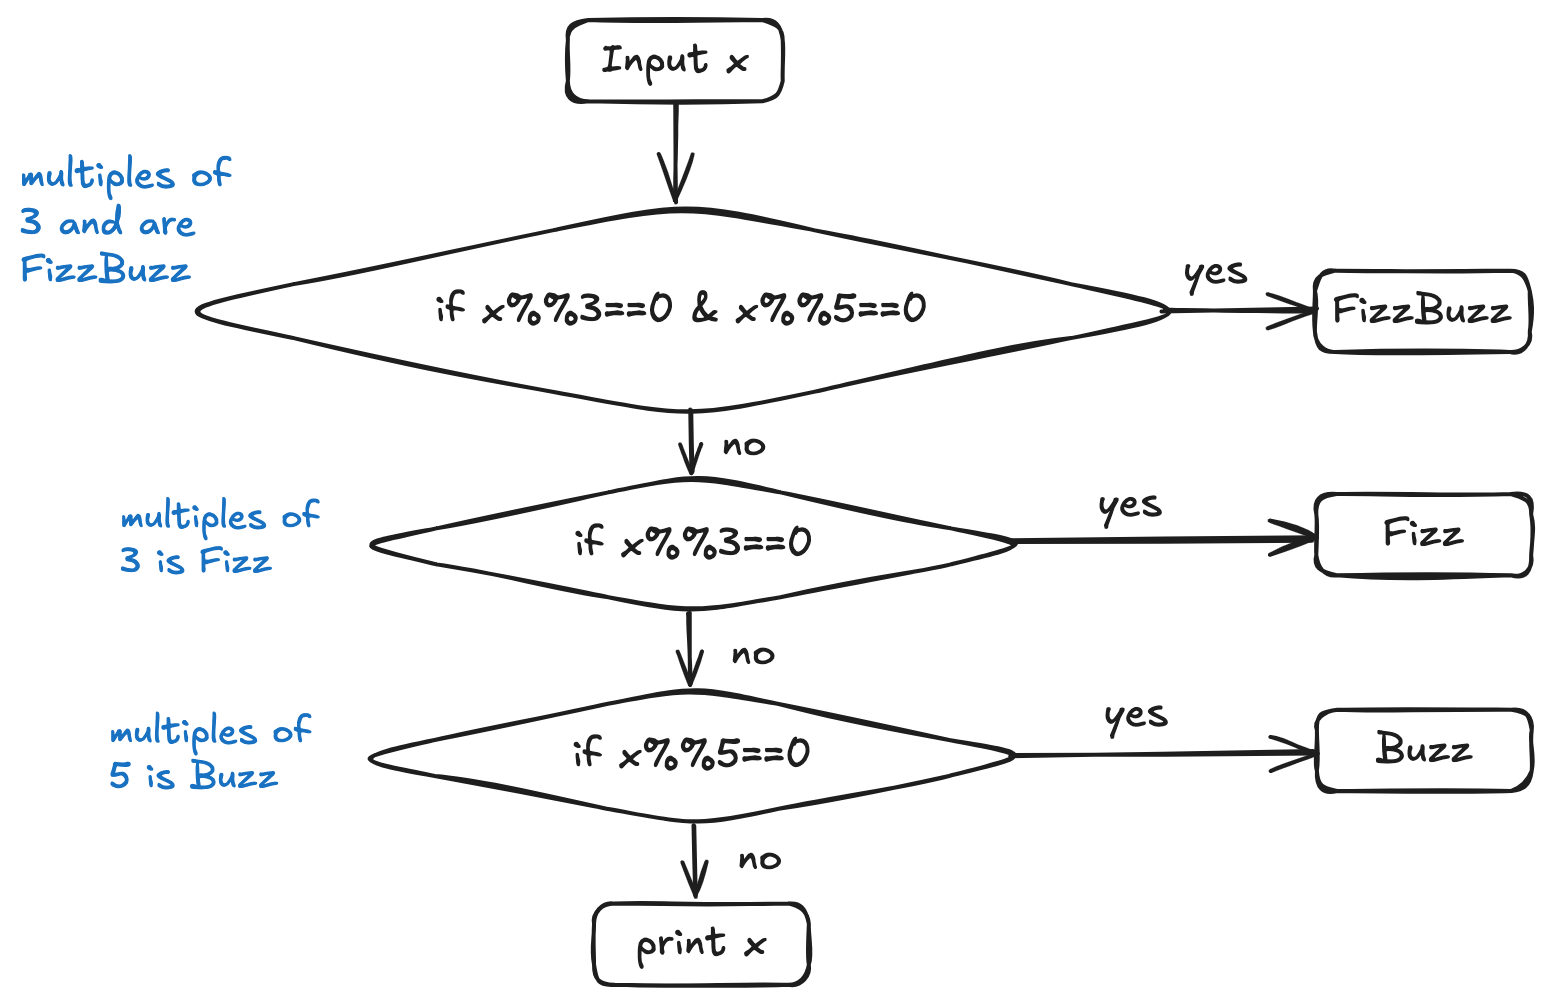 Input x
multiples of
3 and are
FizzBuzz
if x%%3==0 & x%%5==0
yes
FizzBuzz
no
multiples of
3 is Fizz
if x%%3==0
yes
Fizz
no
multiples of
5 is Buzz
if x%%5==0
yes
Buzz
no
print x